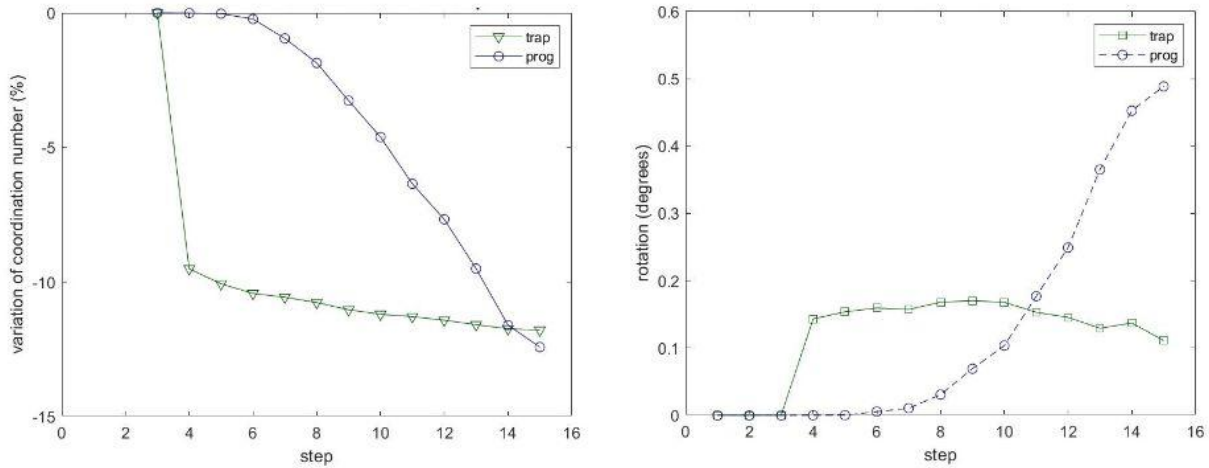 0
-5
-10
-15
variation of coordination number (%)
0 2 4 6 8 10 12 14 16
step
trap
prog
0.6
0.5
0.4
0.3
0.2
0.1
0
rotation (degrees)
0 2 4 6 8 10 12 14 16
step
trap
prog